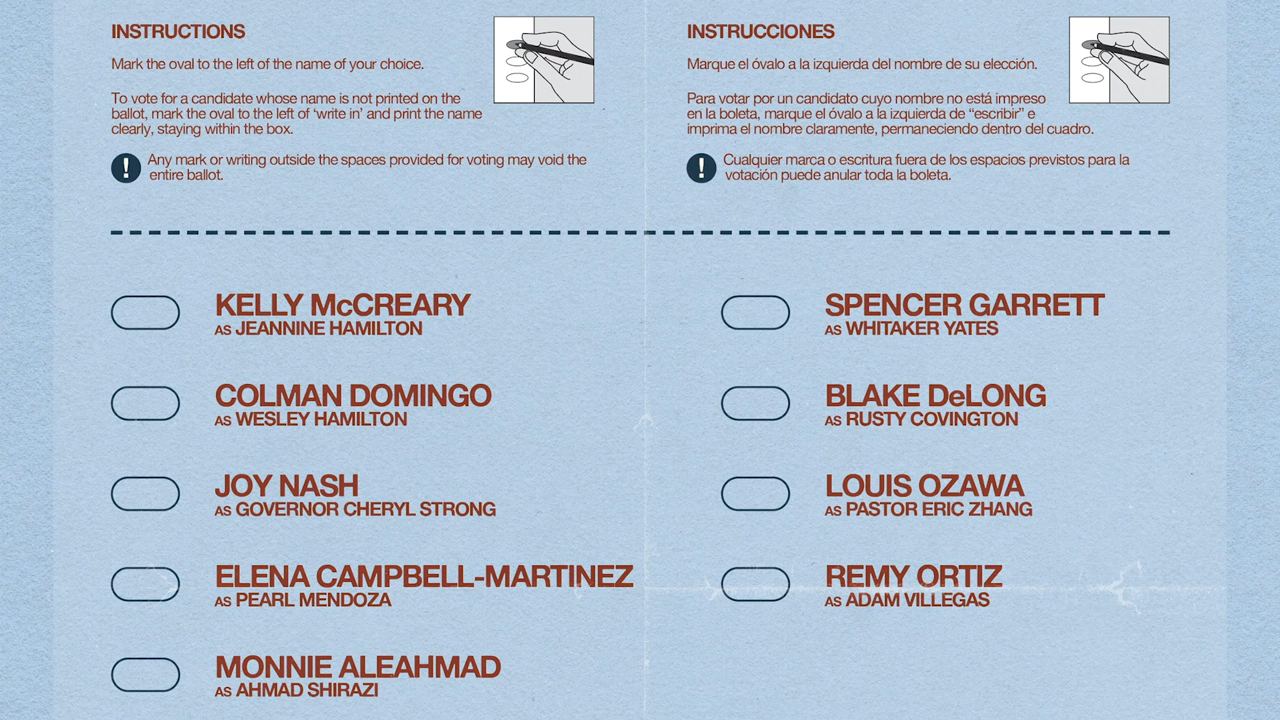 INSTRUCTIONS
Mark the oval to the left of the name of your choice.
To vote for a candidate whose name is not printed on the
ballot, mark the oval to the left of ‘write in’ and print the name
clearly, staying within the box.
! Any mark or writing outside the spaces provided for voting may void the
entire ballot.
INSTRUCCIONES
Marque el óvalo a la izquierda del nombre de su elección.
Para votar por un candidato cuyo nombre no está impreso
en la boleta, marque el óvalo a la izquierda de “escribir” e
imprima el nombre claramente, permaneciendo dentro del cuadro.
! Cualquier marca o escritura fuera de los espacios previstos para la
votación puede anular toda la boleta.
KELLY McCREARY
AS JEANNINE HAMILTON
COLMAN DOMINGO
AS WESLEY HAMILTON
JOY NASH
AS GOVERNOR CHERYL STRONG
ELENA CAMPBELL-MARTINEZ
AS PEARL MENDOZA
MONNIE ALEAHMAD
AS AHMAD SHIRAZI
SPENCER GARRETT
AS WHITAKER YATES
BLAKE DeLONG
AS RUSTY COVINGTON
LOUIS OZAWA
AS PASTOR ERIC ZHANG
REMY ORTIZ
AS ADAM VILLEGAS